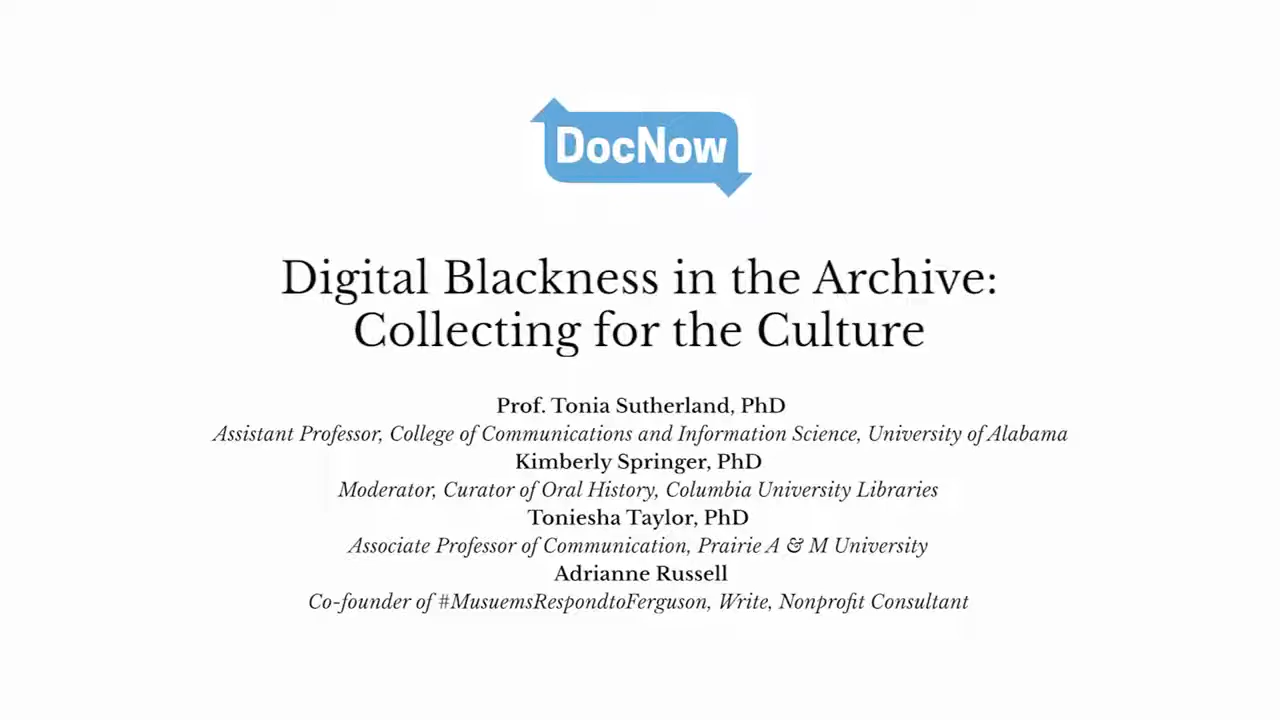 DocNow
Digital Blackness in the Archive:
Collecting for the Culture
Prof. Tonia Sutherland, PhD
Assistant Professor, College of Communications and Information Science, University of Alabama
Kimberly Springer, PhD
Moderator, Curator of Oral History, Columbia University Libraries
Toniesha Taylor, PhD
Associate Professor of Communication, Prairie A & M University
Adrianne Russell
Co-founder of #MusuemsRespondtoFerguson, Write, Nonprofit Consultant